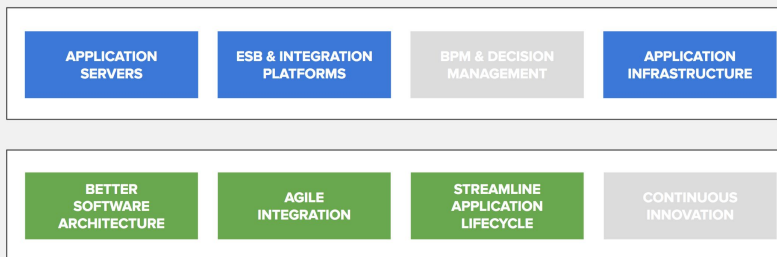 APPLICATION
SERVERS
ESB & INTEGRATION
PLATFORMS
BPM & DECISION
MANAGEMENT
APPLICATION
INFRASTRUCTURE
BETTER
SOFTWARE
ARCHITECTURE
AGILE
INTEGRATION
STREAMLINE
APPLICATION
LIFECYCLE
CONTINUOUS
INNOVATION